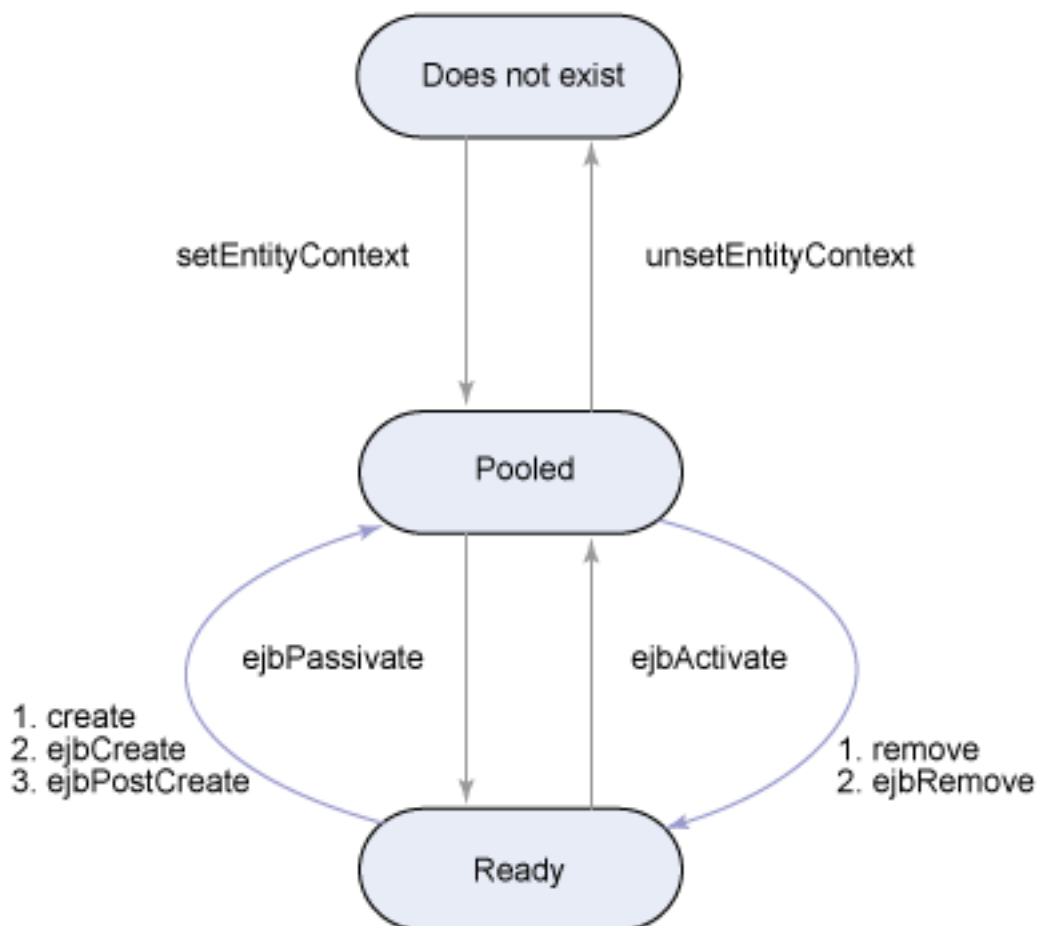 Does not exist
setEntityContext
unsetEntityContext
Pooled
ejbPassivate
ejbActivate
1. create
2. ejbCreate
3. ejbPostCreate
1. remove
2. ejbRemove
Ready